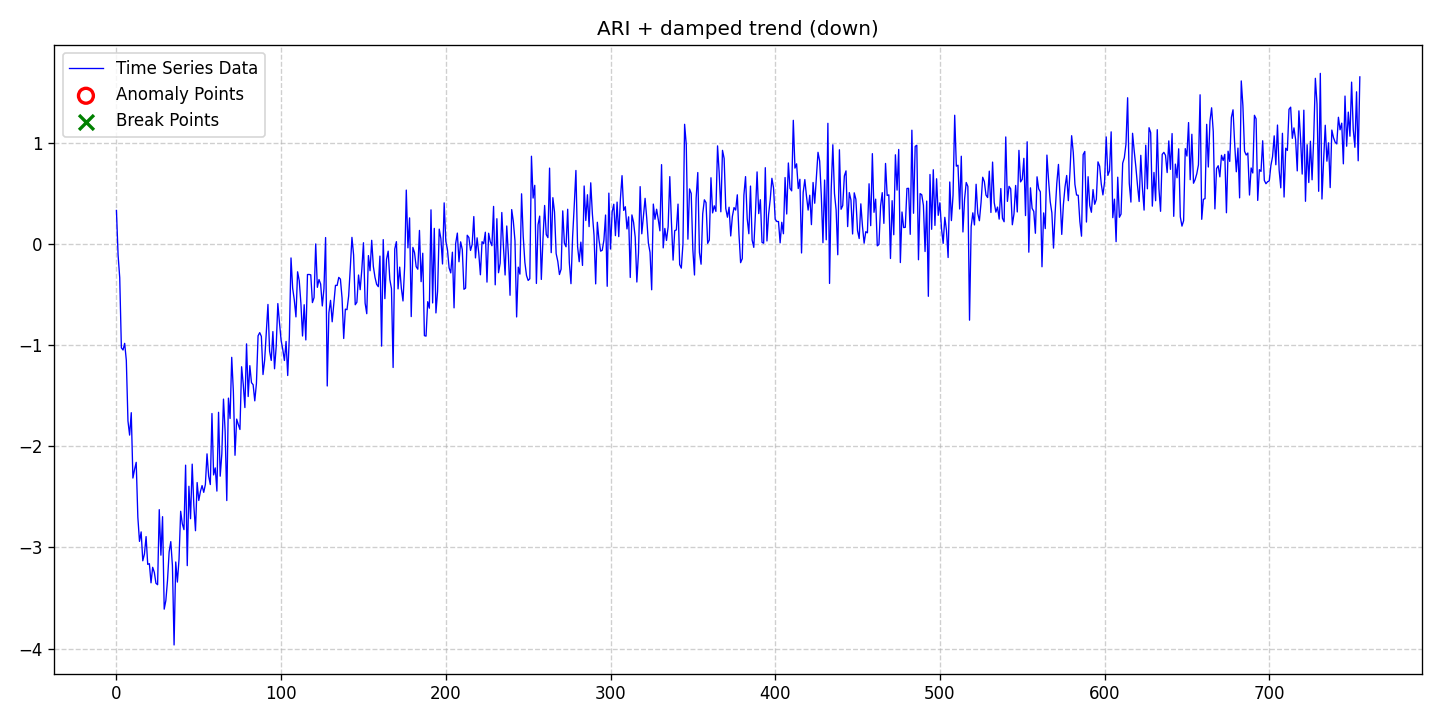 ARI + damped trend (down)
Time Series Data
Anomaly Points
Break Points
1
0
−1
−2
−3
−4
0 100 200 300 400 500 600 700